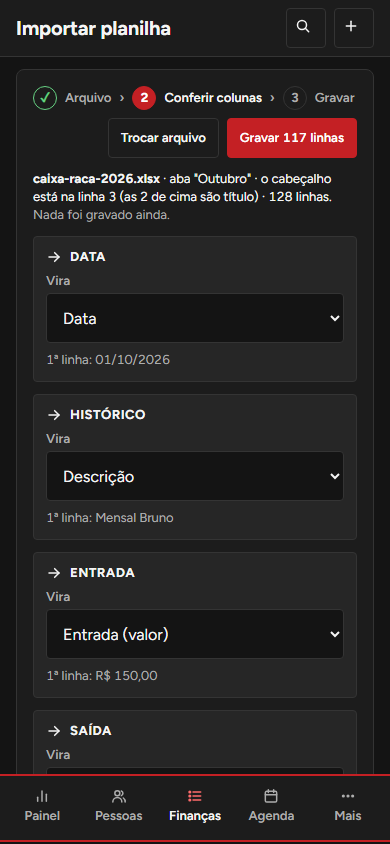 Importar planilha
Arquivo › 2 Conferir colunas › 3 Gravar
Trocar arquivo Gravar 117 linhas
caixa-raca-2026.xlsx · aba "Outubro" · o cabeçalho
está na linha 3 (as 2 de cima são título) · 128 linhas.
Nada foi gravado ainda.
→ DATA
Vira
Data
1ª linha: 01/10/2026
→ HISTÓRICO
Vira
Descrição
1ª linha: Mensal Bruno
→ ENTRADA
Vira
Entrada (valor)
1ª linha: R$ 150,00
→ SAÍDA
Vira
Painel Pessoas Finanças Agenda Mais